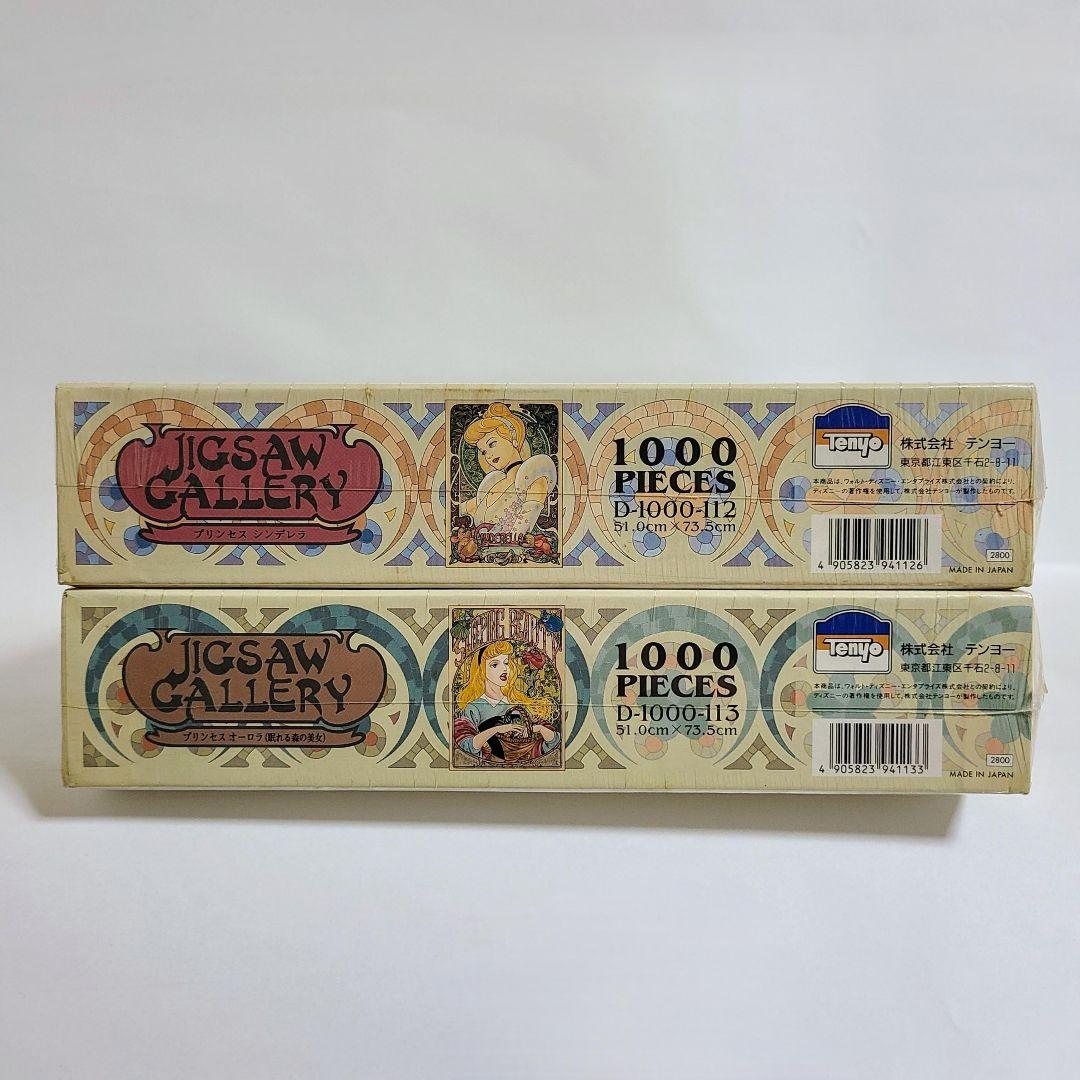 JIGSAW
GALLERY
プリンセス シンデレラ
CINDERELLA
1000
PIECES
D-1000-112
51.0cm×73.5cm
Tenyo
株式会社 テンヨー
東京都江東区千石2-8-11
本商品は、ウォルト・ディズニー・エンタプライズ株式会社との契約により、
ディズニーの著作権を使用して、株式会社テンヨーが製作したものです。
4 905823 941126
2800
MADE IN JAPAN
JIGSAW
GALLERY
プリンセス オーロラ(眠れる森の美女)
SLEEPING BEAUTY
1000
PIECES
D-1000-113
51.0cm×73.5cm
Tenyo
株式会社 テンヨー
東京都江東区千石2-8-11
本商品は、ウォルト・ディズニー・エンタプライズ株式会社との契約により、
ディズニーの著作権を使用して、株式会社テンヨーが製作したものです。
4 905823 941133
2800
MADE IN JAPAN